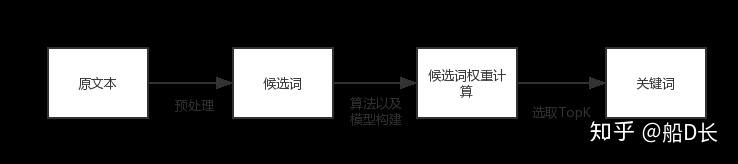 原文本
预处理
候选词
算法以及
模型构建
候选词权重计
算
选取TopK
关键词
知乎 @船D长